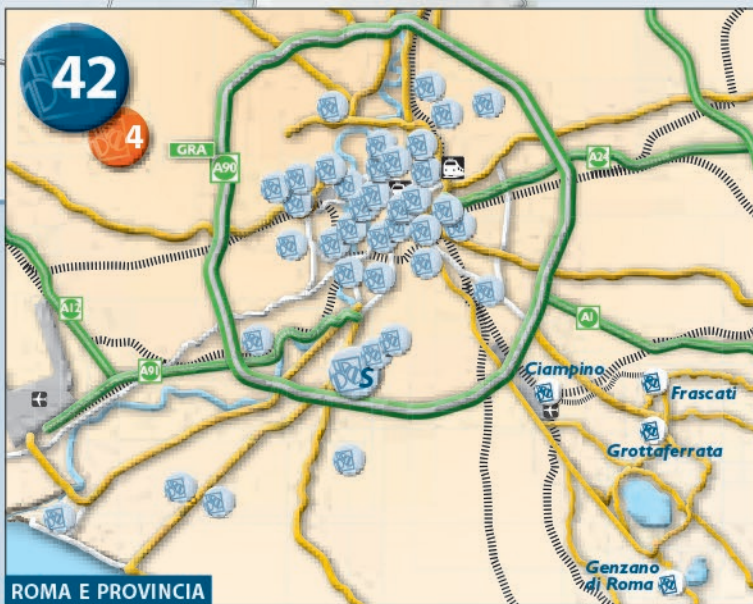 42
4
GRA
A90
A24
A12
A91
A1
S
Ciampino
Frascati
Grottaferrata
Genzano
di Roma
ROMA E PROVINCIA